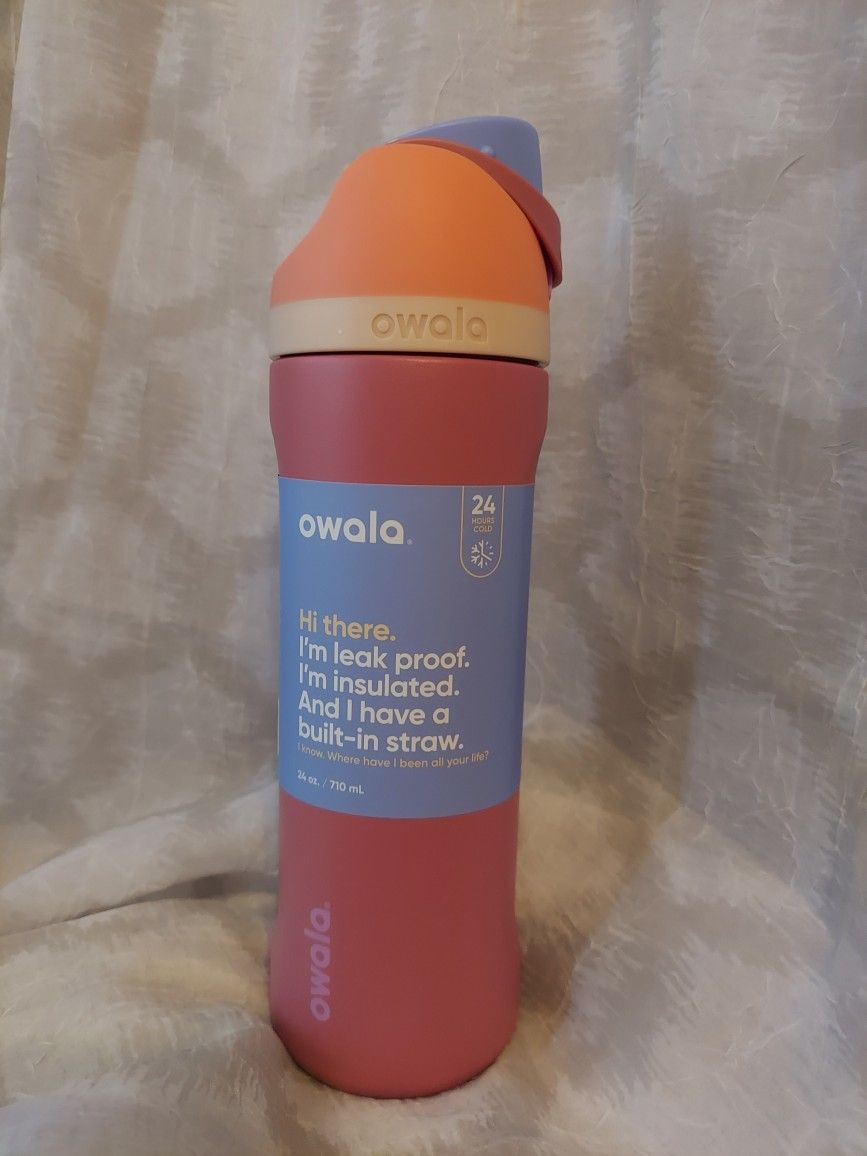 owala
owala®
24
HOURS
COLD
Hi there.
I'm leak proof.
I'm insulated.
And I have a
built-in straw.
I know. Where have I been all your life?
24 oz. / 710 mL
owala®